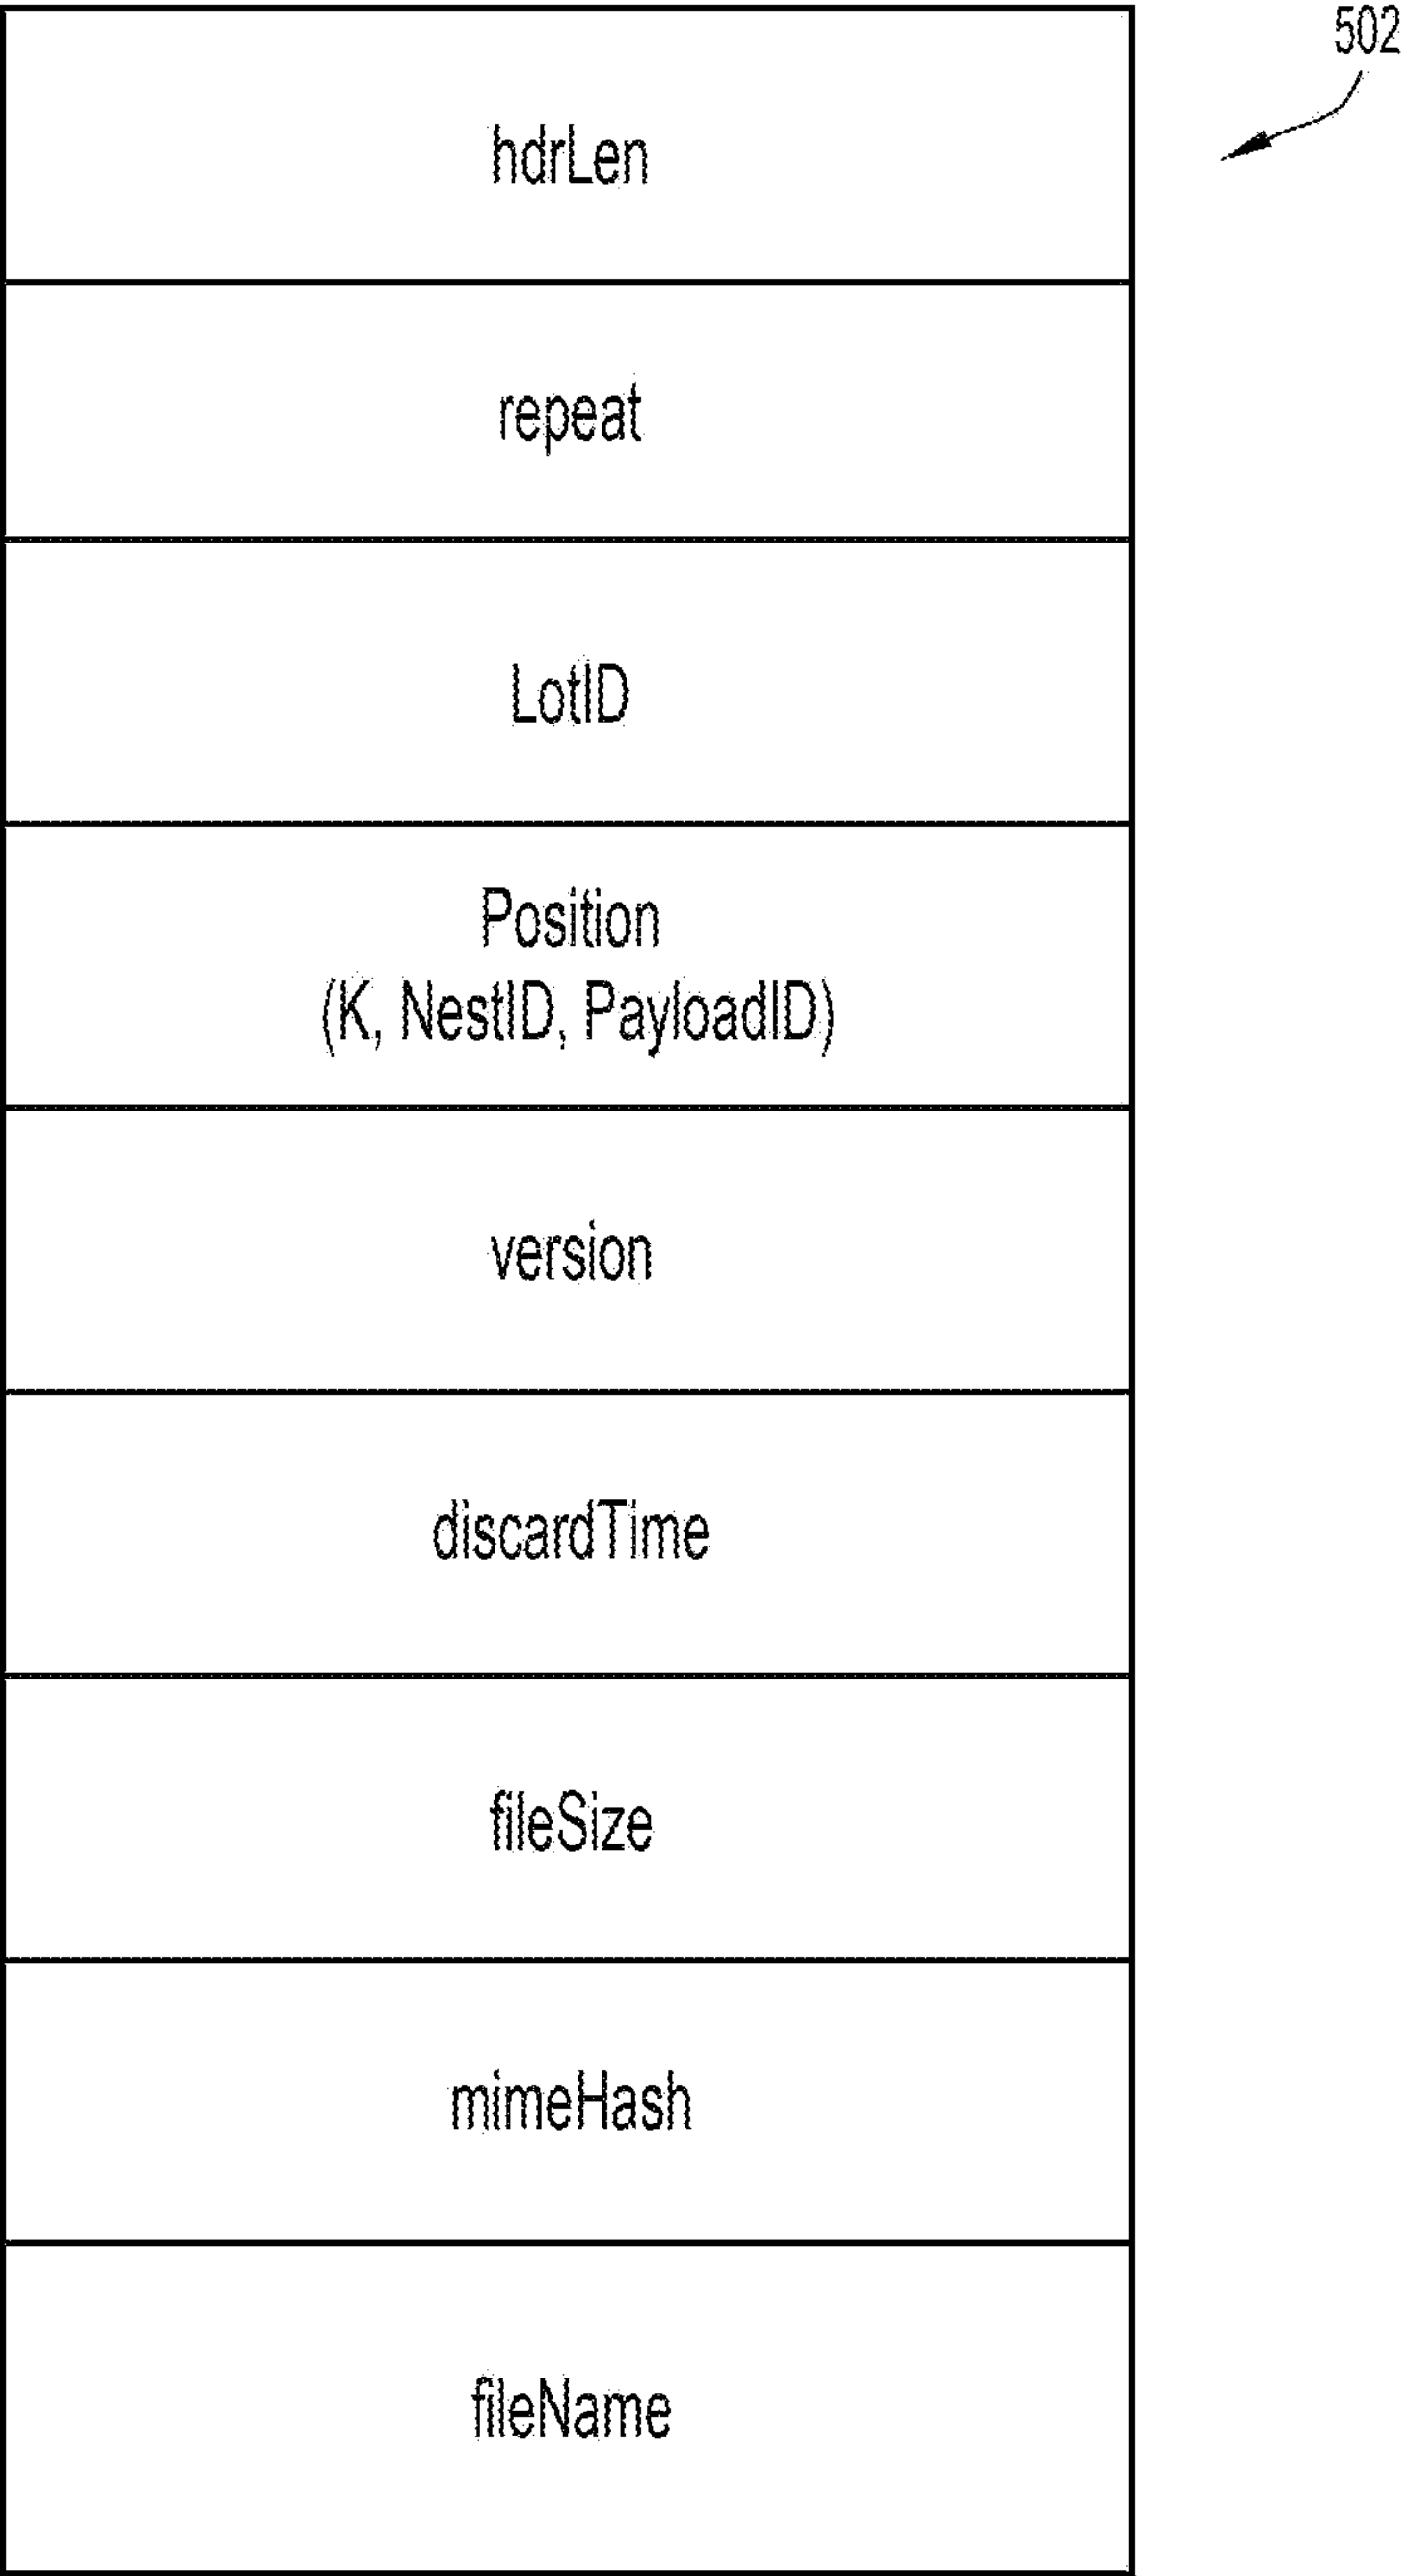 502
hdrLen
repeat
LotID
Position
(K, NestID, PayloadID)
version
discardTime
fileSize
mimeHash
fileName